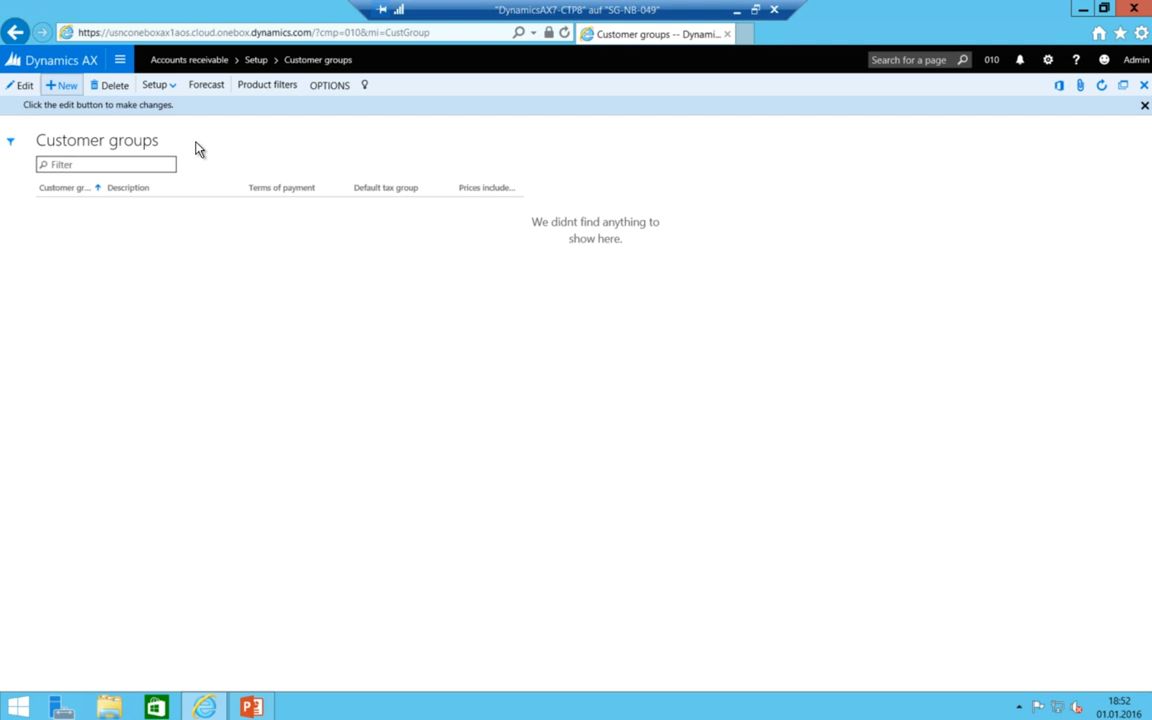 "DynamicsAX7-CTP8" auf "SG-NB-049"
https://usnconeboxax1aos.cloud.onebox.dynamics.com/?cmp=010&mi=CustGroup
Customer groups -- Dynami...
Dynamics AX
Accounts receivable > Setup > Customer groups
Search for a page
010
? Admin
Edit
+ New
Delete
Setup
Forecast
Product filters
OPTIONS
Click the edit button to make changes.
Customer groups
Filter
Customer gr...
Description
Terms of payment
Default tax group
Prices include...
We didnt find anything to
show here.
18:52
01.01.2016